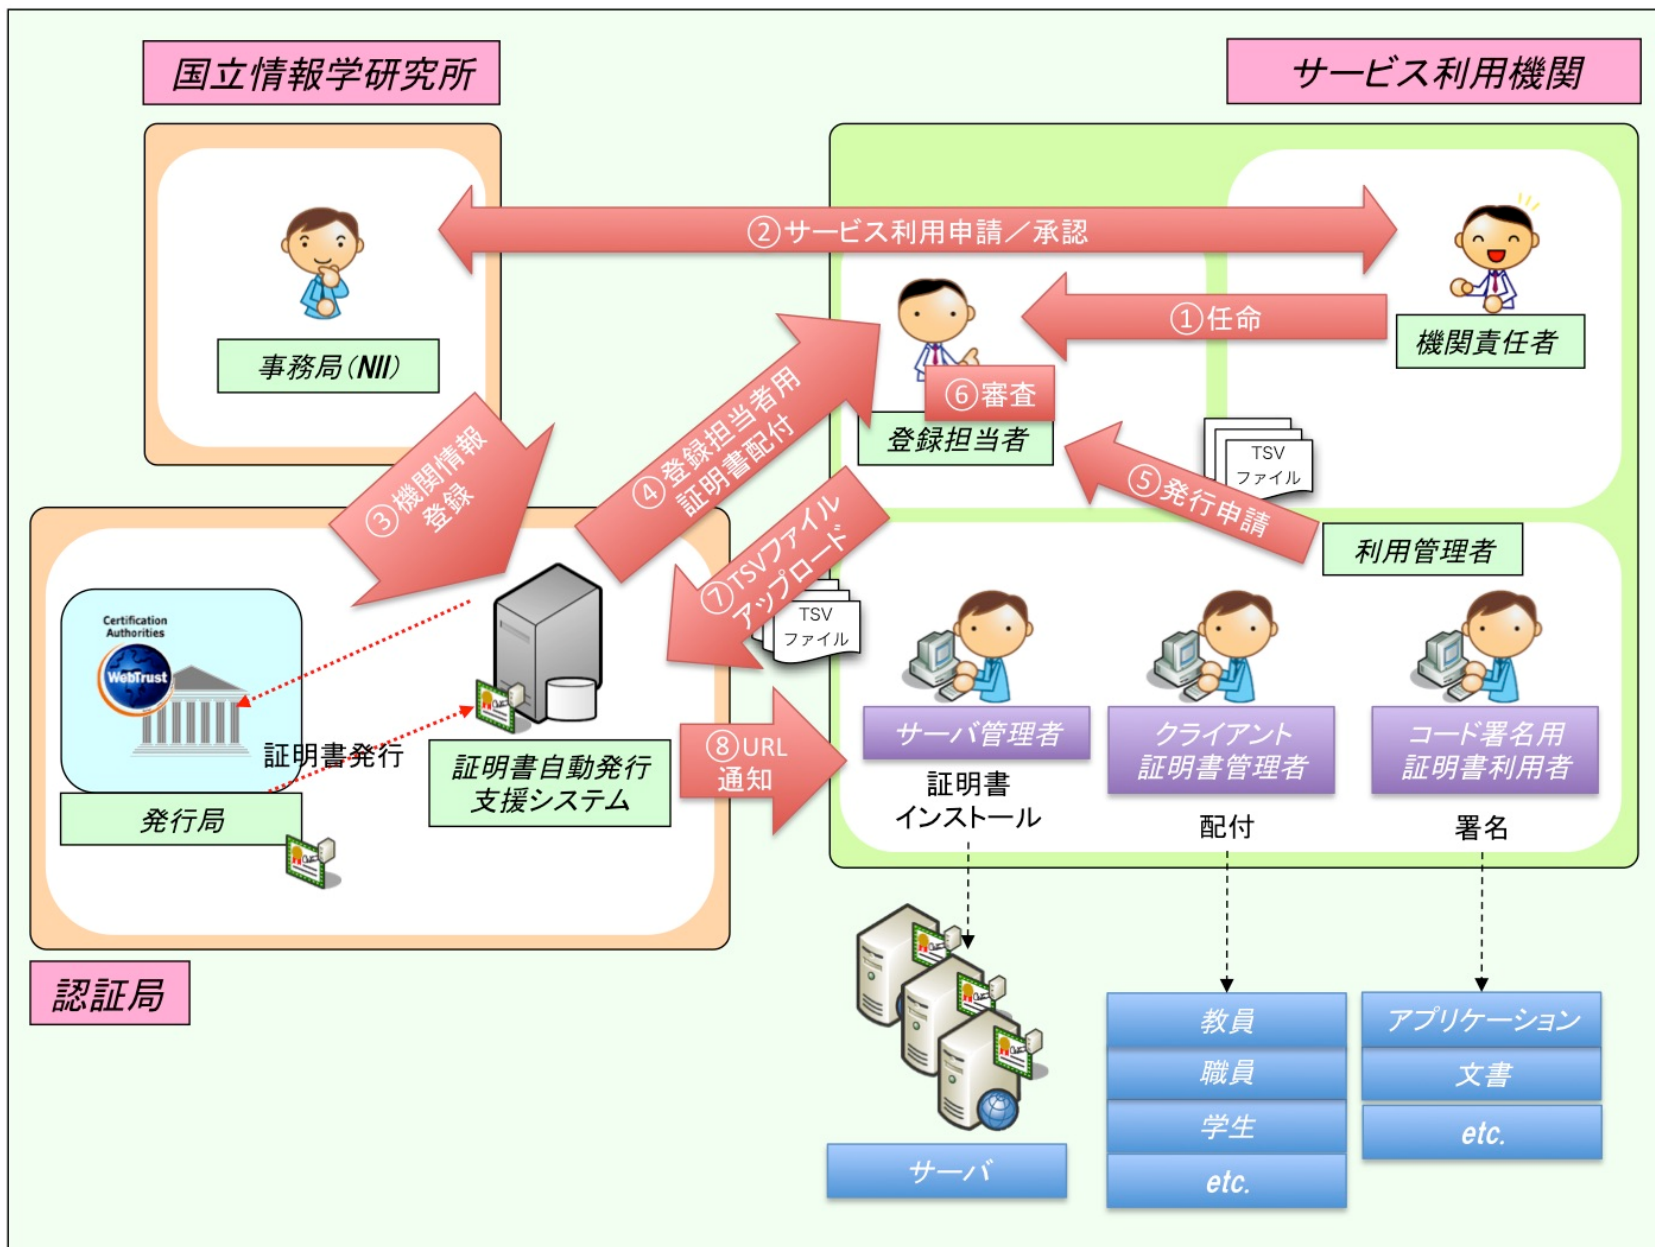 国立情報学研究所
サービス利用機関
②サービス利用申請／承認
①任命
機関責任者
事務局(NII)
⑥審査
登録担当者
③機関情報
登録
④登録担当者用
証明書配付
TSV
ファイル
⑤発行申請
利用管理者
⑦TSVファイル
アップロード
TSV
ファイル
Certification
Authorities
WebTrust
証明書発行
発行局
証明書自動発行
支援システム
⑧URL
通知
サーバ管理者
クライアント
証明書管理者
コード署名用
証明書利用者
証明書
インストール
配付
署名
認証局
サーバ
教員
職員
学生
etc.
アプリケーション
文書
etc.